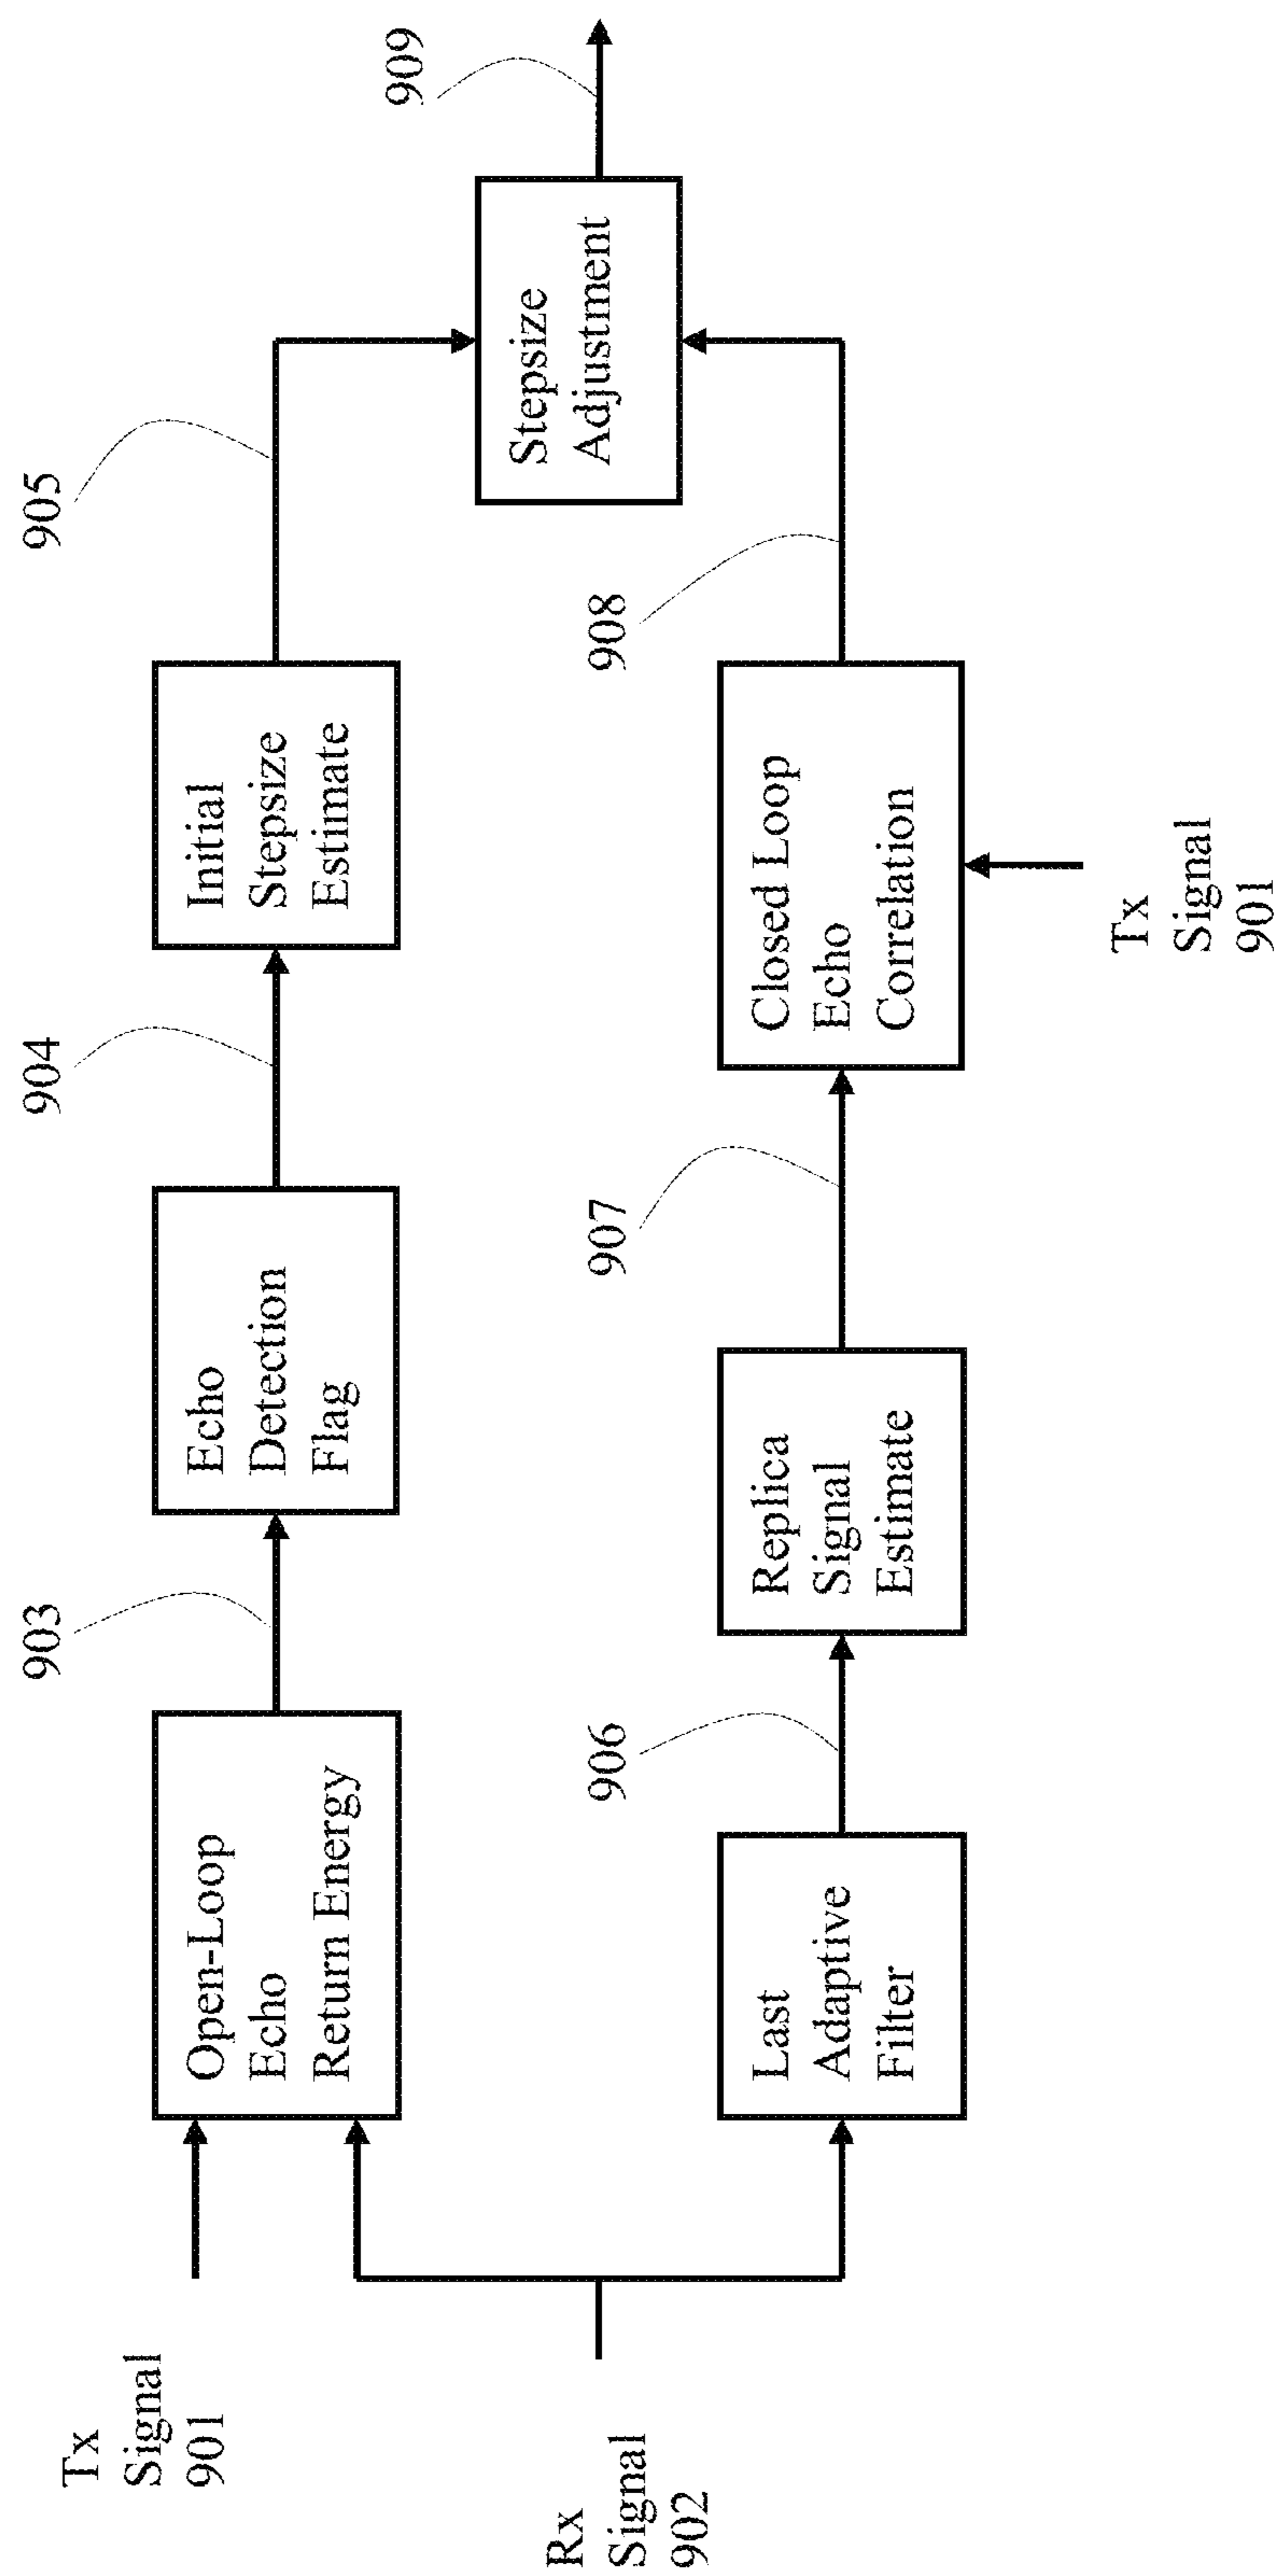 Tx
Signal
901
Rx
Signal
902
Open-Loop
Echo
Return Energy
903
Echo
Detection
Flag
904
Initial
Stepsize
Estimate
905
Last
Adaptive
Filter
906
Replica
Signal
Estimate
907
Closed Loop
Echo
Correlation
Tx
Signal
901
908
Stepsize
Adjustment
909